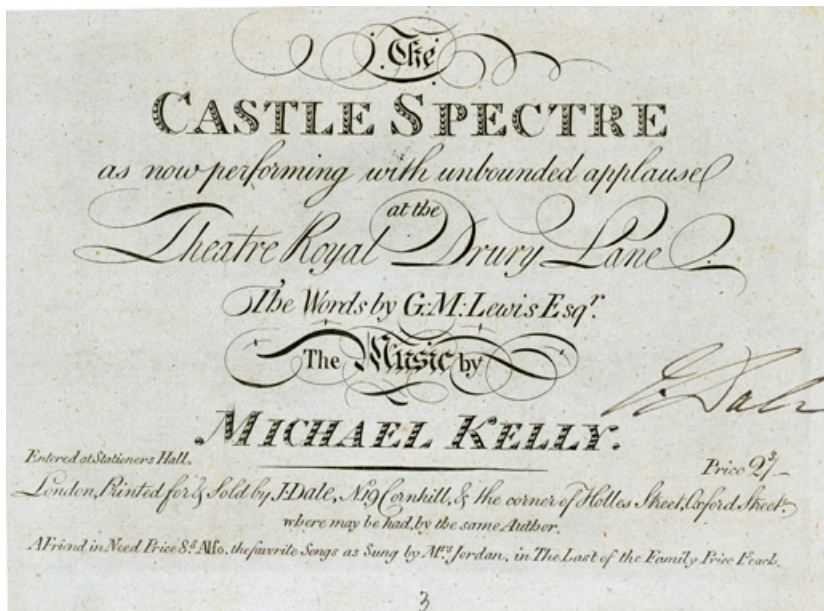 The
CASTLE SPECTRE
as now performing with unbounded applause
at the
Theatre Royal Drury Lane
The Words by G:M:Lewis Esqr.
The Music by
MICHAEL KELLY.
J. Dale
Entered at Stationers Hall.
Price 2/
London, Printed for & Sold by J. Dale, No 19 Cornhill, & the corner of Holles Street, Oxford Street
where may be had, by the same Author.
A Friend in Need Price 8s. Also, the favorite Songs as Sung by Mrs. Jordan, in The Last of the Family Price each.
3